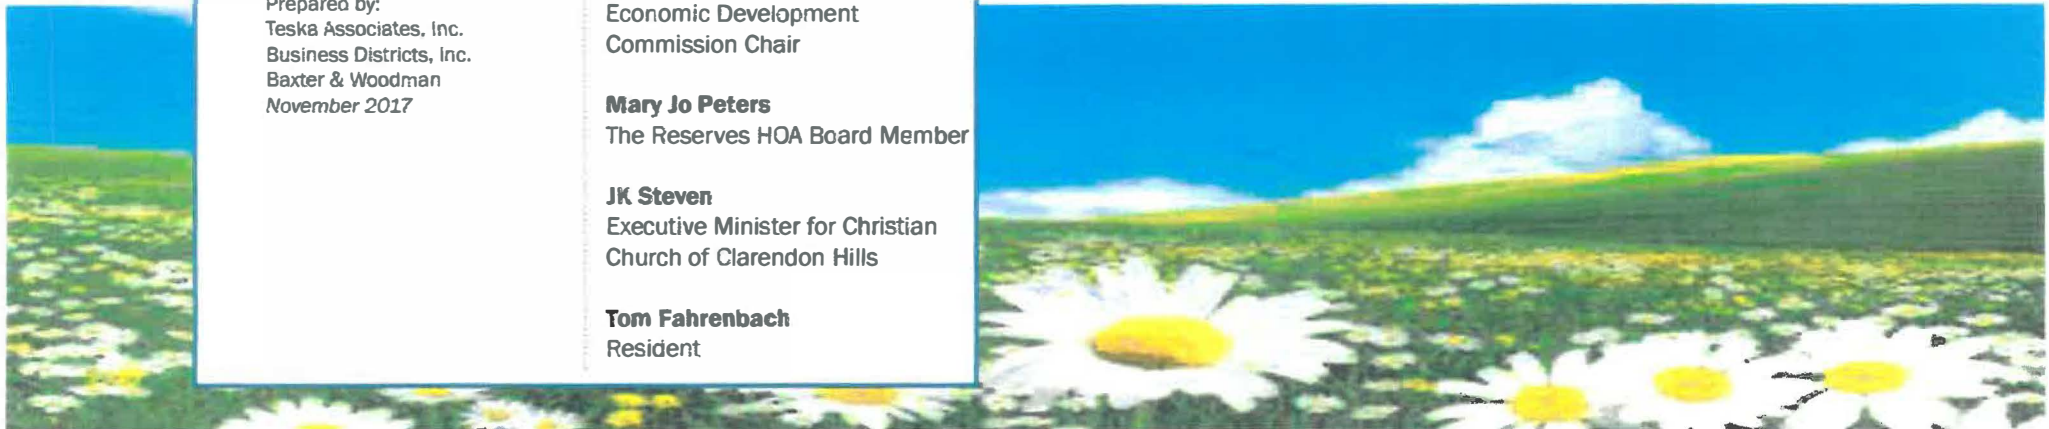 Prepared by:
Teska Associates, Inc.
Business Districts, Inc.
Baxter & Woodman
November 2017
Economic Development
Commission Chair
Mary Jo Peters
The Reserves HOA Board Member
JK Steven
Executive Minister for Christian
Church of Clarendon Hills
Tom Fahrenbach
Resident